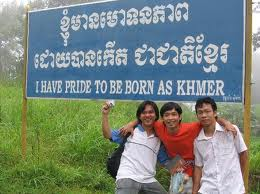 ខ្ញុំមានមោទនភាព
ដោយបានកើត ជាជាតិខ្មែរ
I HAVE PRIDE TO BE BORN AS KHMER